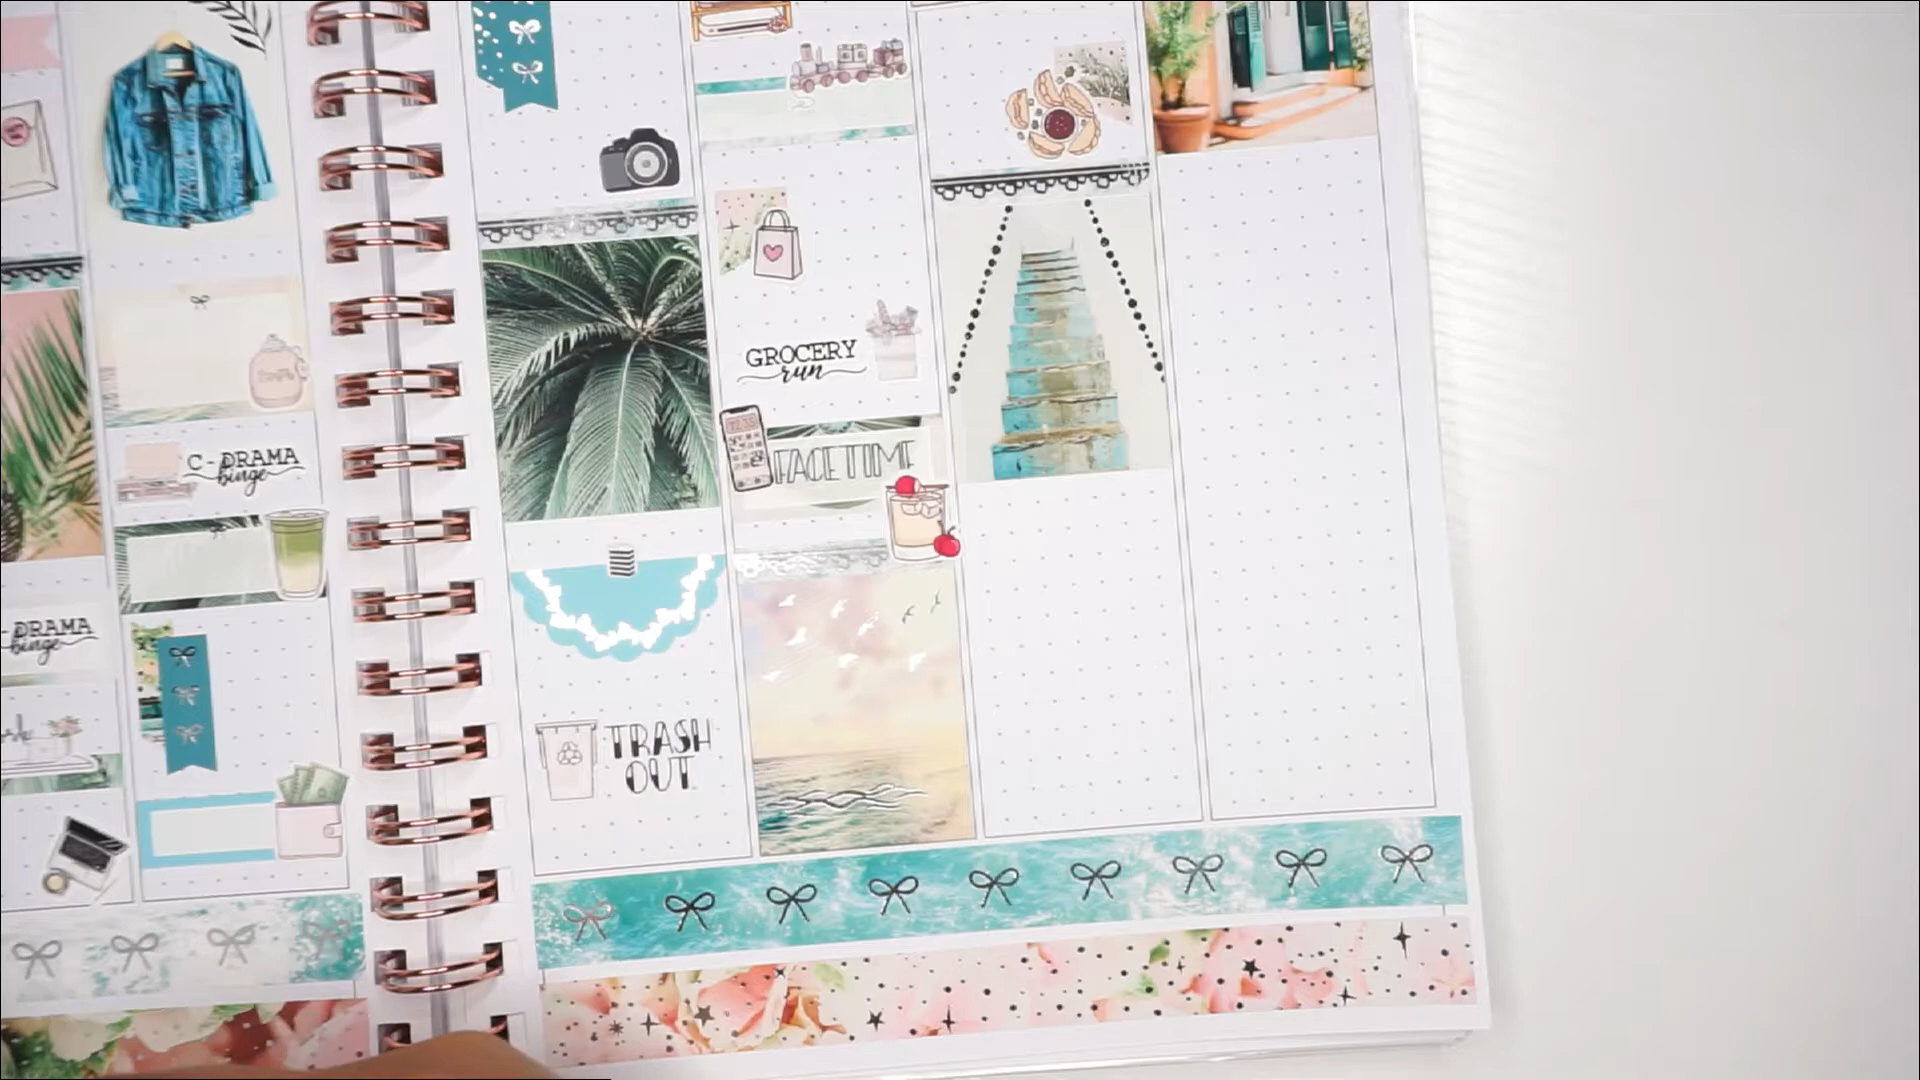 C-DRAMA
binge
-DRAMA
binge
GROCERY
run
FACETIME
TRASH
OUT